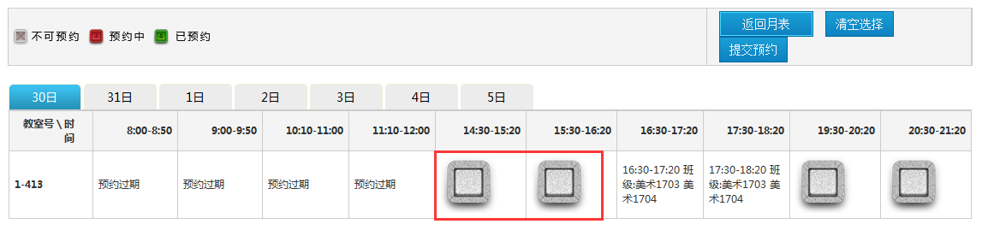 不可预约 预约中 已预约
返回月表 清空选择
提交预约
30日 31日 1日 2日 3日 4日 5日
教室号 \ 时
间
8:00-8:50 9:00-9:50 10:10-11:00 11:10-12:00 14:30-15:20 15:30-16:20 16:30-17:20 17:30-18:20 19:30-20:20 20:30-21:20
1-413 预约过期 预约过期 预约过期 预约过期
16:30-17:20 班
级:美术1703 美
术1704
17:30-18:20 班
级:美术1703 美
术1704